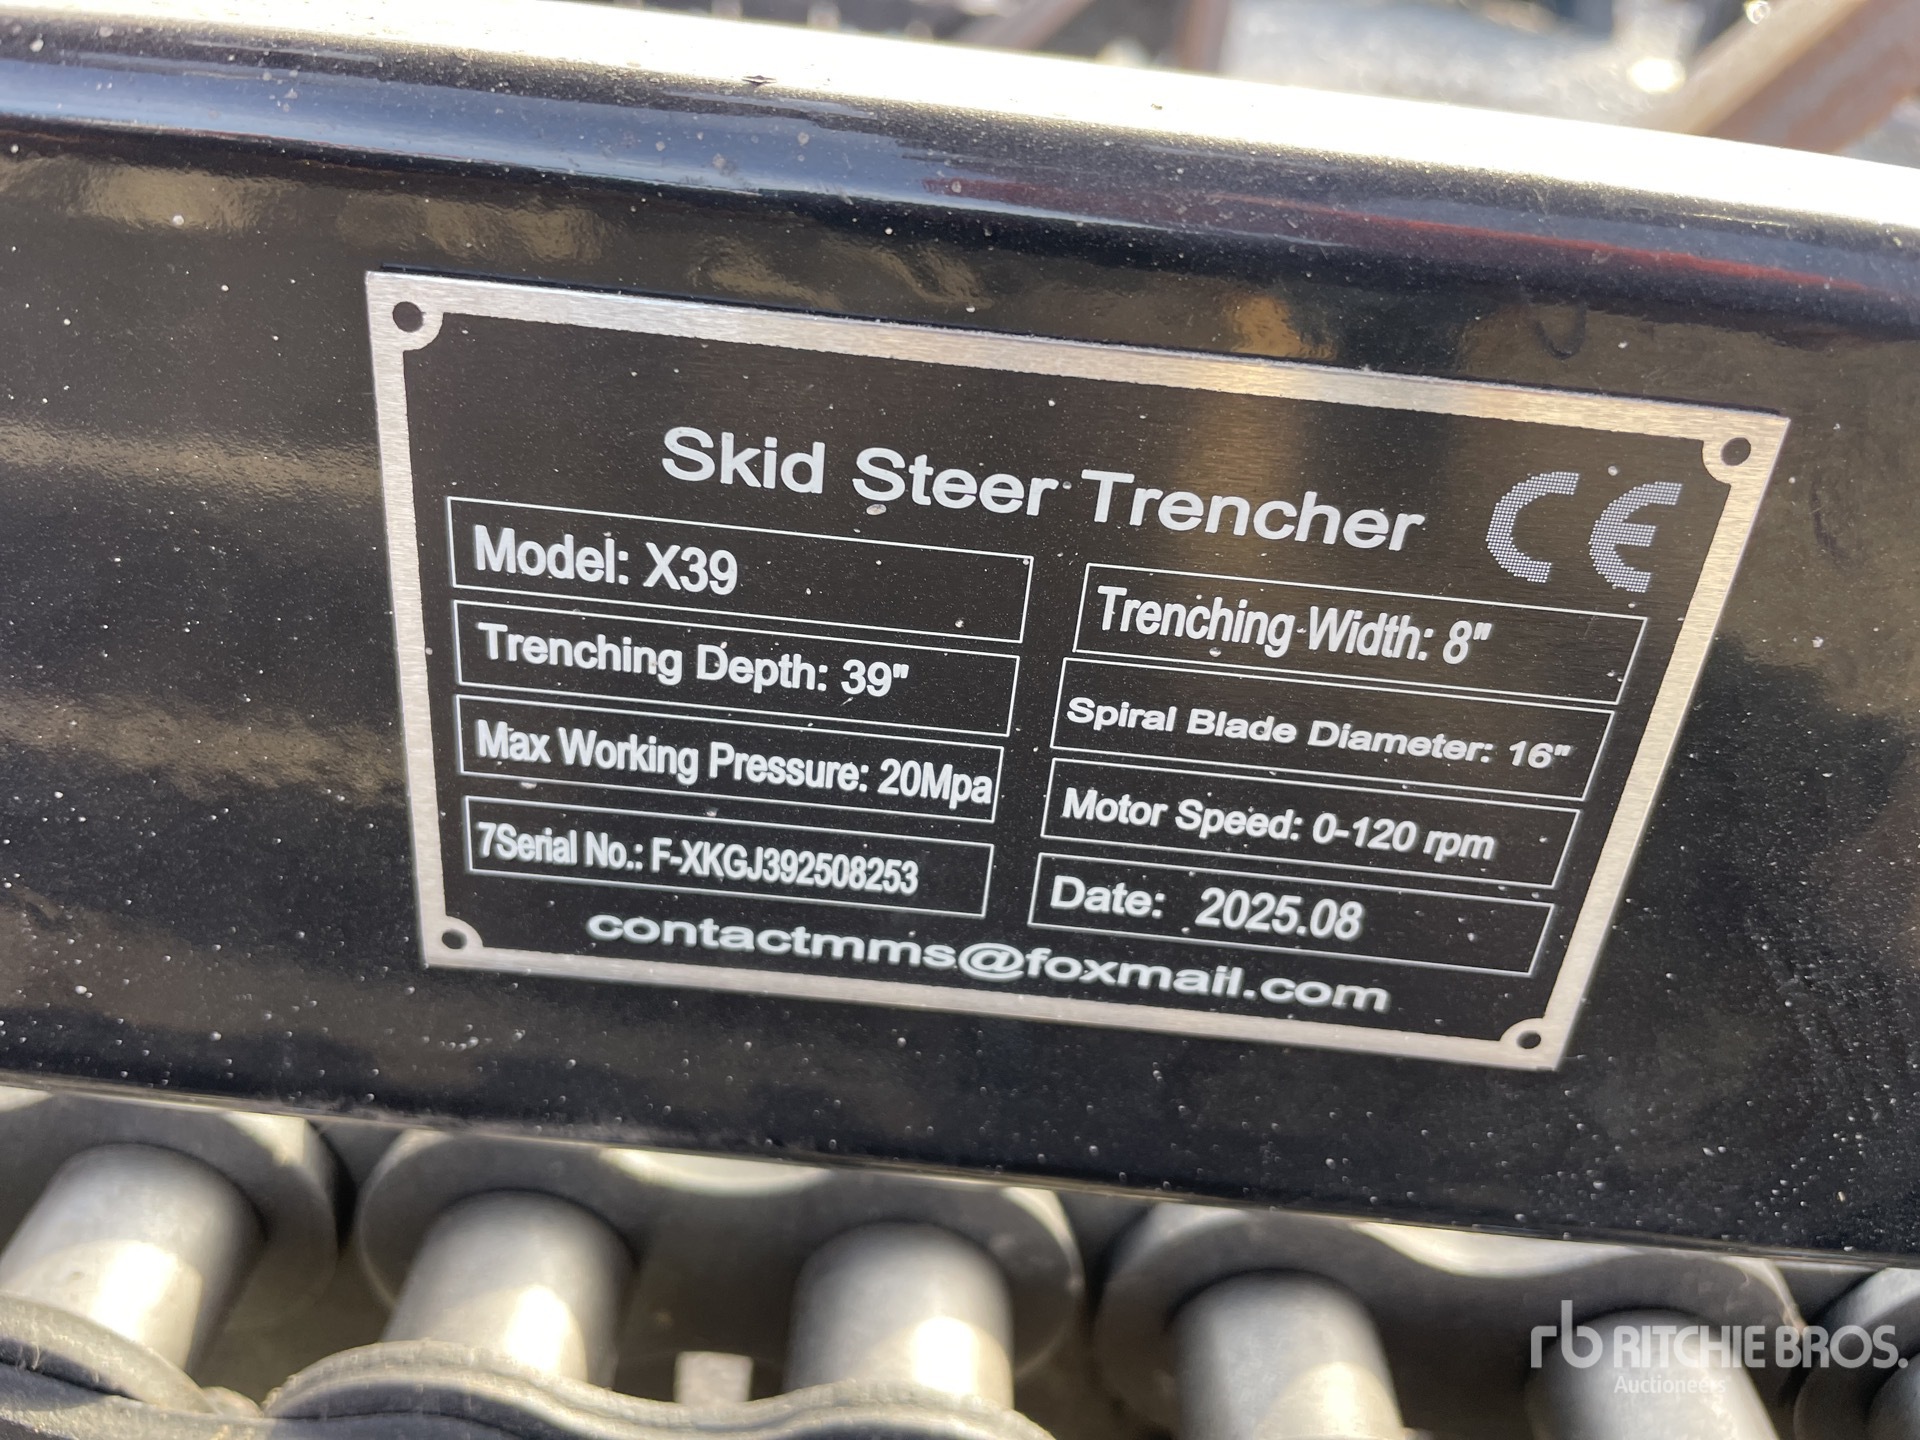 Skid Steer Trencher CE
Model: X39
Trenching Width: 8"
Trenching Depth: 39"
Spiral Blade Diameter: 16"
Max Working Pressure: 20Mpa
Motor Speed: 0-120 rpm
7Serial No.: F-XKGJ392508253
Date: 2025.08
contactmms@foxmail.com
rb RITCHIE BROS.
Auctioneers